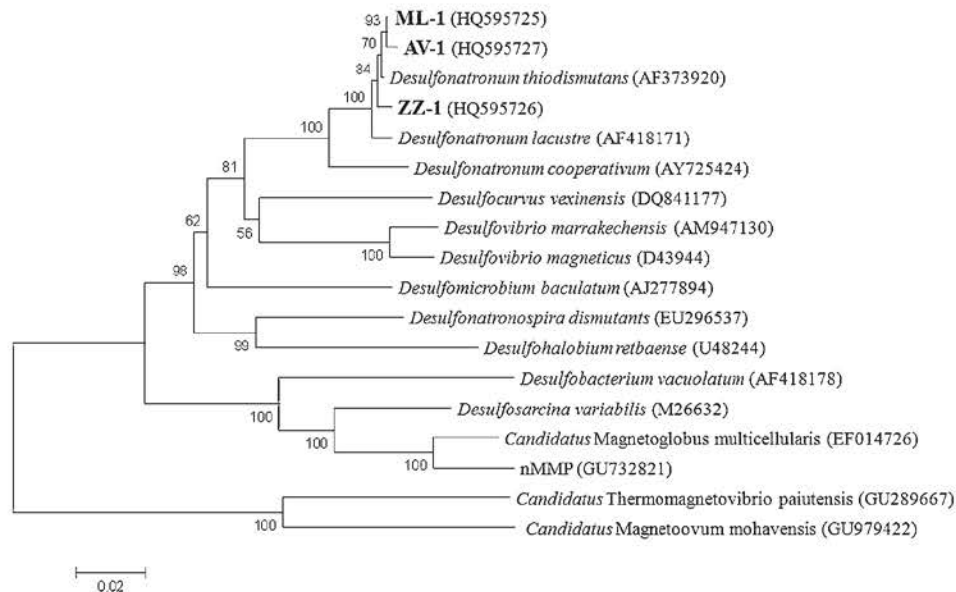 93 ML-1 (HQ595725)
70 AV-1 (HQ595727)
84 Desulfonatronum thiodismutans (AF373920)
100 ZZ-1 (HQ595726)
100 Desulfonatronum lacustre (AF418171)
Desulfonatronum cooperativum (AY725424)
81
Desulfocurvus vexinensis (DQ841177)
62 56 Desulfovibrio marrakechensis (AM947130)
100 Desulfovibrio magneticus (D43944)
98
Desulfomicrobium baculatum (AJ277894)
Desulfonatronospira dismutants (EU296537)
99 Desulfohalobium retbaense (U48244)
Desulfobacterium vacuolatum (AF418178)
100 Desulfosarcina variabilis (M26632)
100 Candidatus Magnetoglobus multicellularis (EF014726)
100 nMMP (GU732821)
Candidatus Thermomagnetovibrio paiutensis (GU289667)
100 Candidatus Magnetoovum mohavensis (GU979422)
0.02